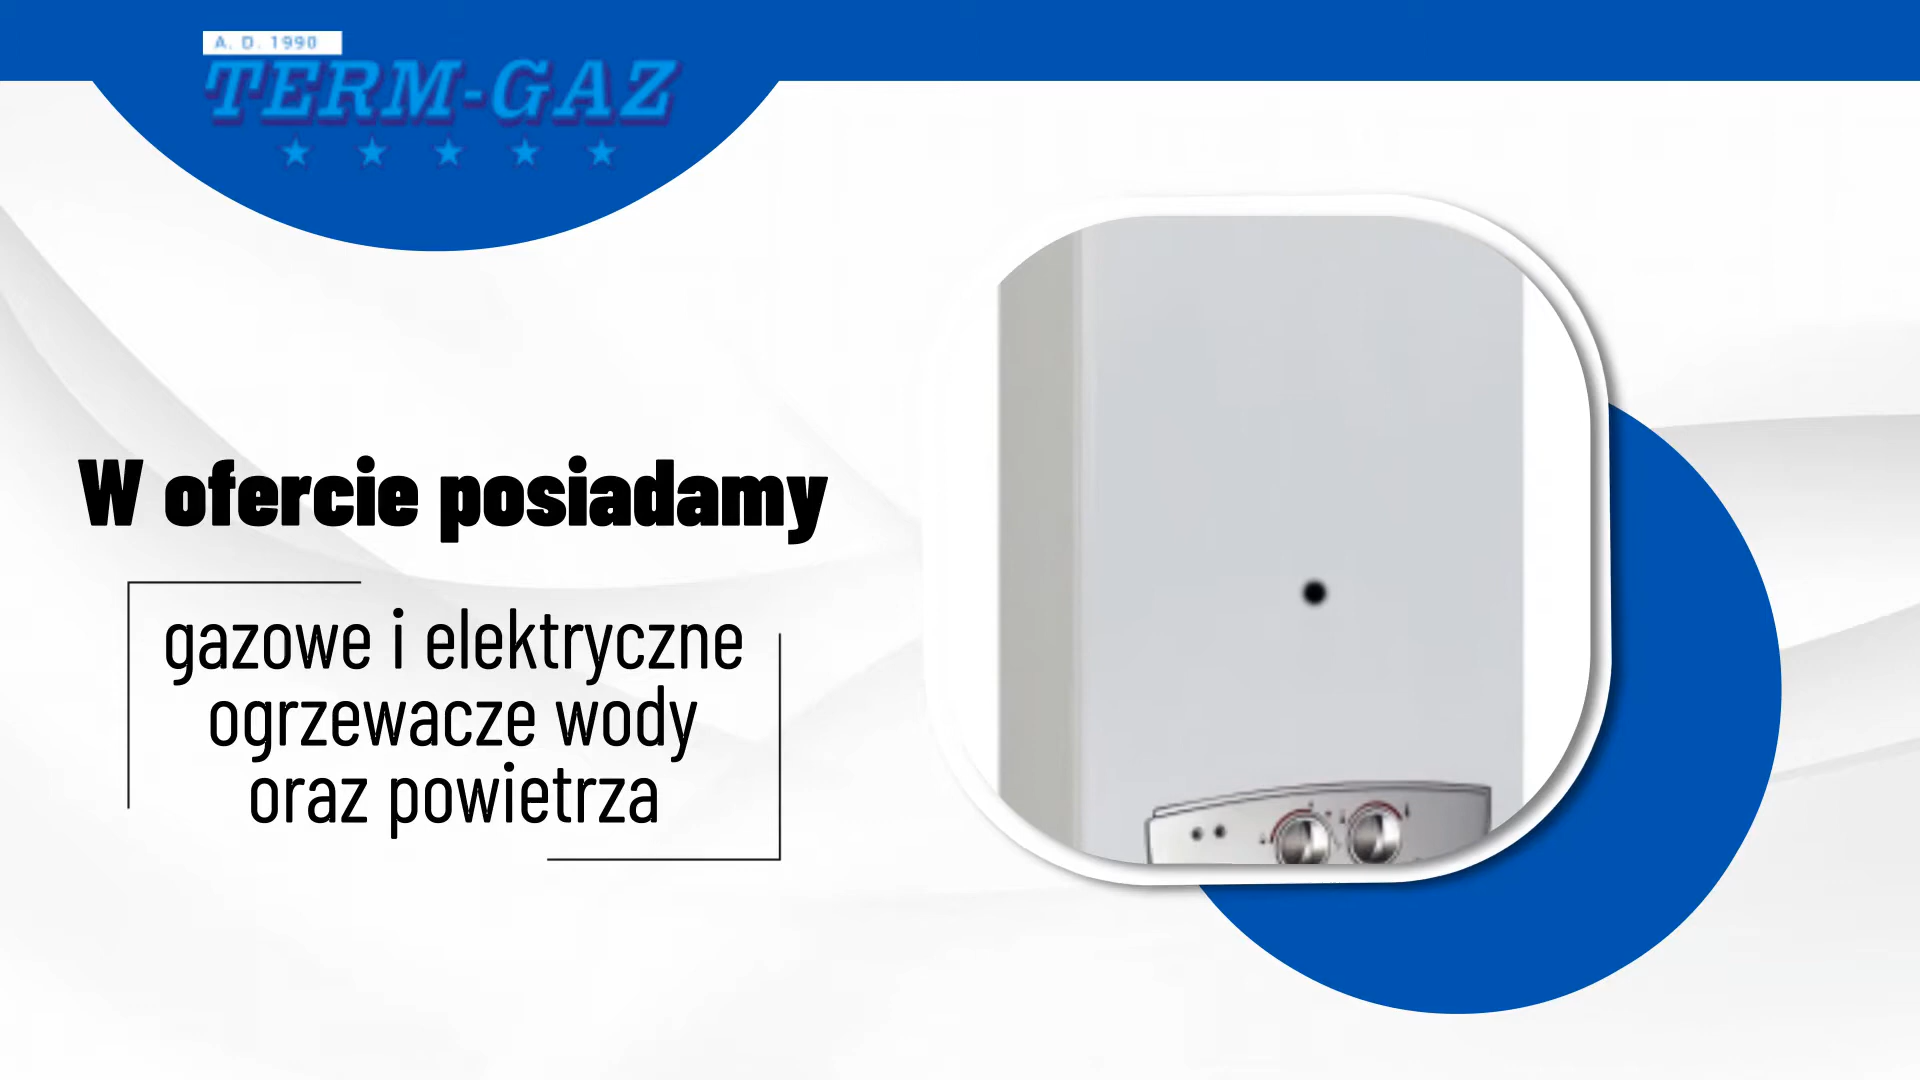 A. D. 1990
TERM-GAZ
W ofercie posiadamy
gazowe i elektryczne
ogrzewacze wody
oraz powietrza